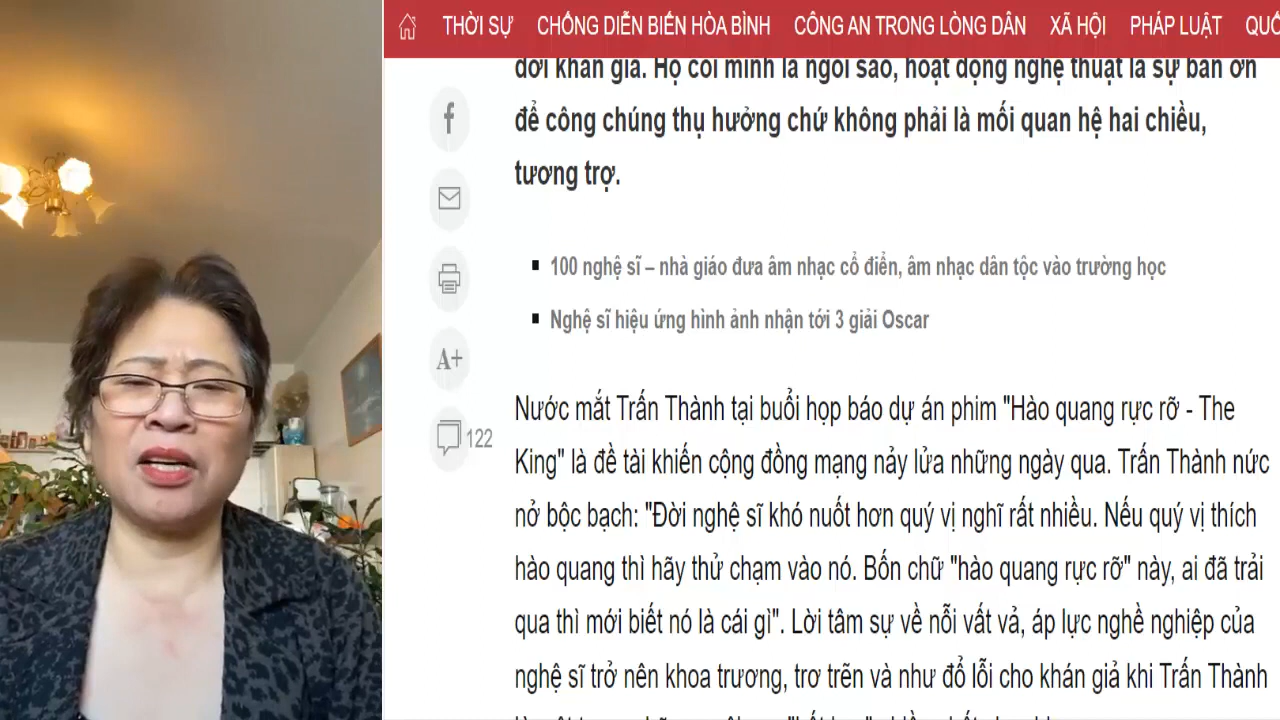 THỜI SỰ CHỐNG DIỄN BIẾN HÒA BÌNH CÔNG AN TRONG LÒNG DÂN XÃ HỘI PHÁP LUẬT
đời khán giả. Họ coi mình là ngôi sao, hoạt động nghệ thuật là sự ban ơn
để công chúng thụ hưởng chứ không phải là mối quan hệ hai chiều,
tương trợ.
100 nghệ sĩ – nhà giáo đưa âm nhạc cổ điển, âm nhạc dân tộc vào trường học
Nghệ sĩ hiệu ứng hình ảnh nhận tới 3 giải Oscar
A+
122
Nước mắt Trấn Thành tại buổi họp báo dự án phim "Hào quang rực rỡ - The
King" là đề tài khiến cộng đồng mạng nảy lửa những ngày qua. Trấn Thành nức
nở bộc bạch: "Đời nghệ sĩ khó nuốt hơn quý vị nghĩ rất nhiều. Nếu quý vị thích
hào quang thì hãy thử chạm vào nó. Bốn chữ "hào quang rực rỡ" này, ai đã trải
qua thì mới biết nó là cái gì". Lời tâm sự về nỗi vất vả, áp lực nghề nghiệp của
nghệ sĩ trở nên khoa trương, trơ trẽn và như đổ lỗi cho khán giả khi Trấn Thành